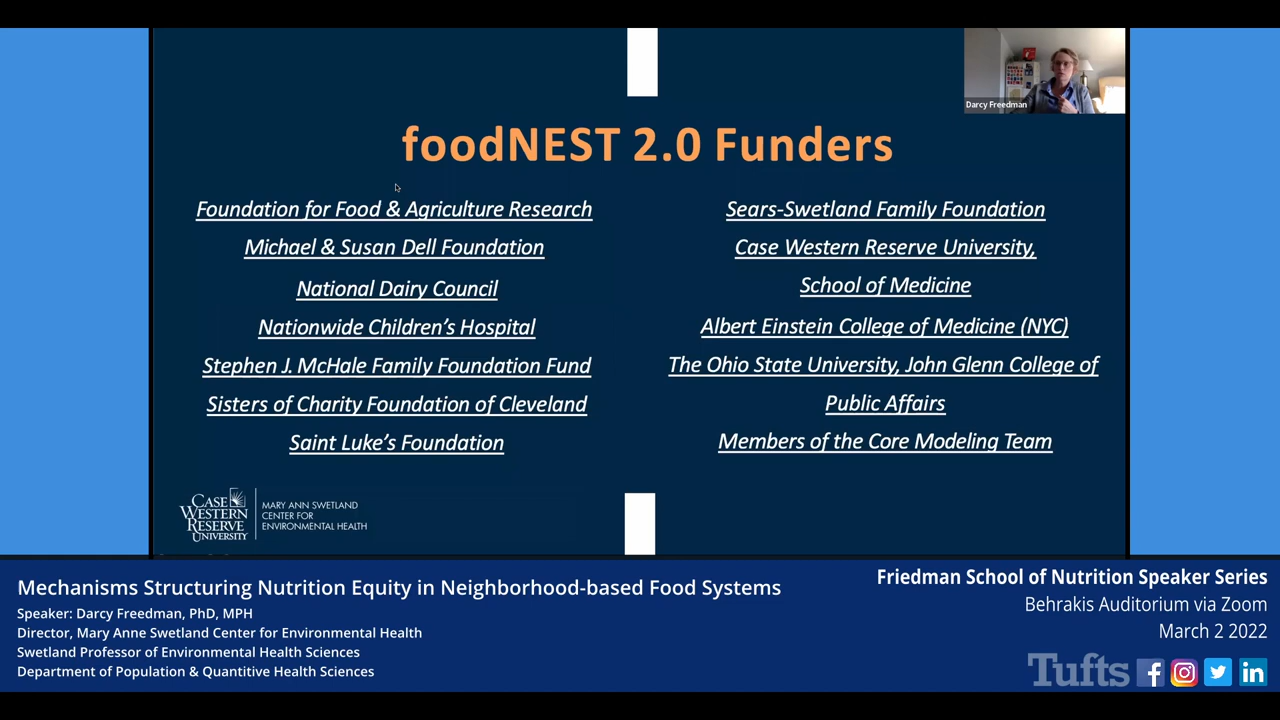 Darcy Freedman
foodNEST 2.0 Funders
Foundation for Food & Agriculture Research
Michael & Susan Dell Foundation
National Dairy Council
Nationwide Children's Hospital
Stephen J. McHale Family Foundation Fund
Sisters of Charity Foundation of Cleveland
Saint Luke's Foundation
Sears-Swetland Family Foundation
Case Western Reserve University,
School of Medicine
Albert Einstein College of Medicine (NYC)
The Ohio State University, John Glenn College of
Public Affairs
Members of the Core Modeling Team
CASE
WESTERN
RESERVE
UNIVERSITY
MARY ANN SWETLAND
CENTER FOR
ENVIRONMENTAL HEALTH
Mechanisms Structuring Nutrition Equity in Neighborhood-based Food Systems
Speaker: Darcy Freedman, PhD, MPH
Director, Mary Anne Swetland Center for Environmental Health
Swetland Professor of Environmental Health Sciences
Department of Population & Quantitative Health Sciences
Friedman School of Nutrition Speaker Series
Behrakis Auditorium via Zoom
March 2 2022
Tufts